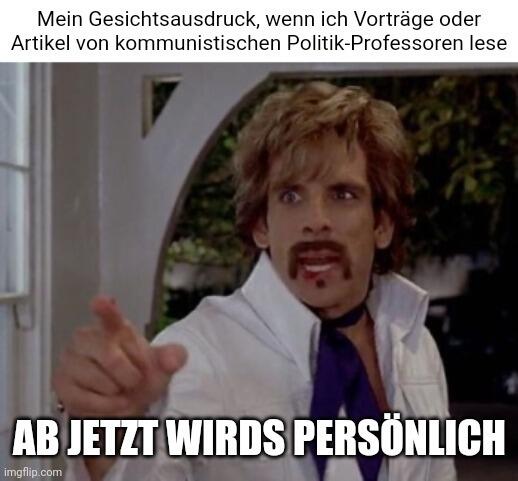 Mein Gesichtsausdruck, wenn ich Vorträge oder
Artikel von kommunistischen Politik-Professoren lese
AB JETZT WIRDS PERSÖNLICH
imgflip.com